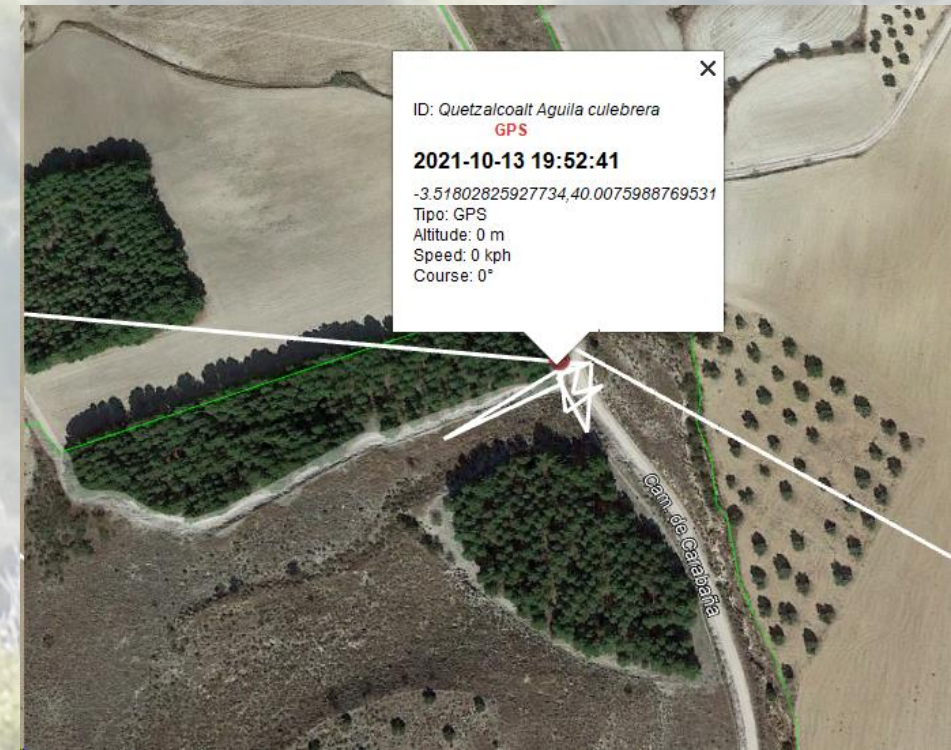 ID: Quetzalcoalt Aguila culebrera
GPS
2021-10-13 19:52:41
-3.51802825927734,40.0075988769531
Tipo: GPS
Altitude: 0 m
Speed: 0 kph
Course: 0°
Cam. de Carabaña